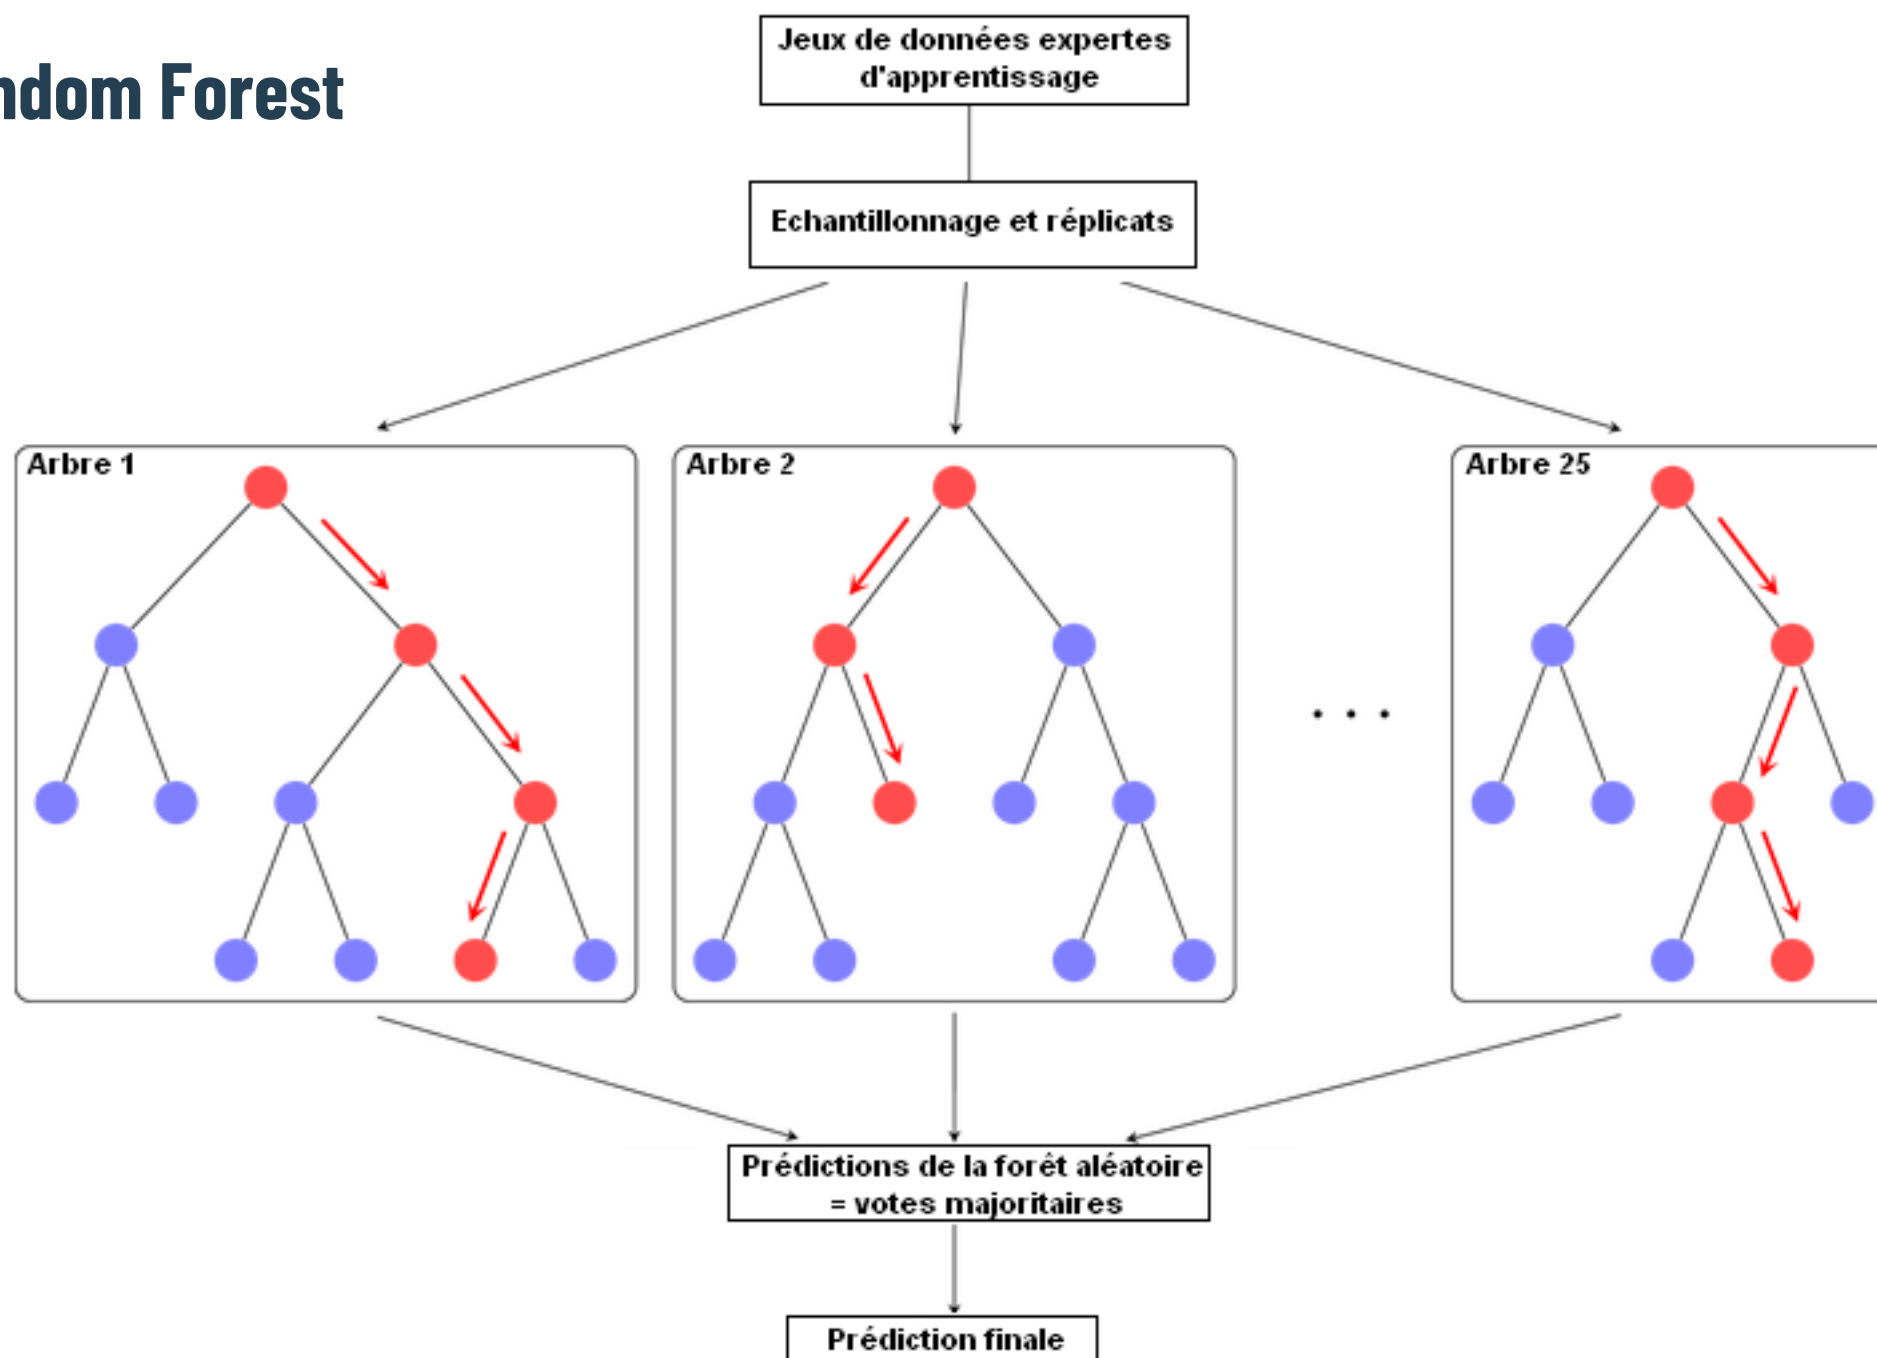 ndom Forest
Jeux de données expertes
d'apprentissage
Echantillonnage et réplicats
Arbre 1
Arbre 2
Arbre 25
. . .
Prédictions de la forêt aléatoire
= votes majoritaires
Prédiction finale